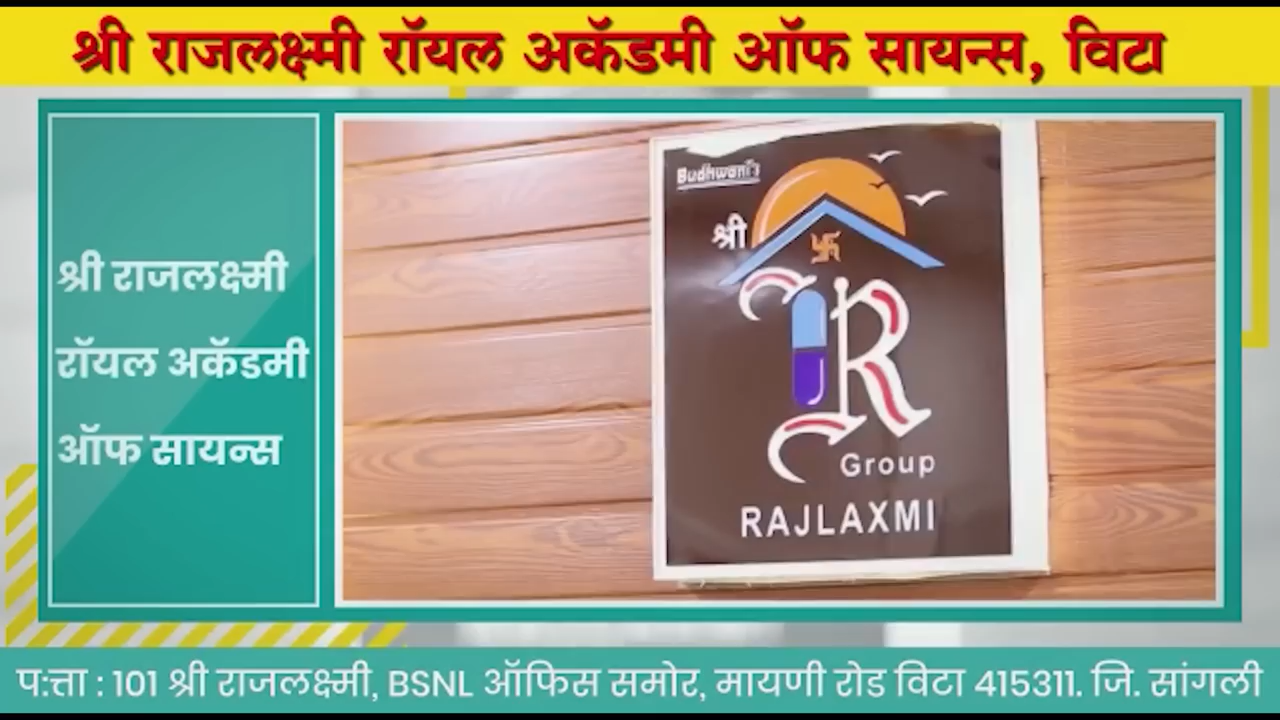 श्री राजलक्ष्मी रॉयल अकॅडमी ऑफ सायन्स, विटा
श्री राजलक्ष्मी
रॉयल अकॅडमी
ऑफ सायन्स
Budhwani's
श्री
R
Group
RAJLAXMI
प:त्ता : 101 श्री राजलक्ष्मी, BSNL ऑफिस समोर, मायणी रोड विटा 415311. जि. सांगली